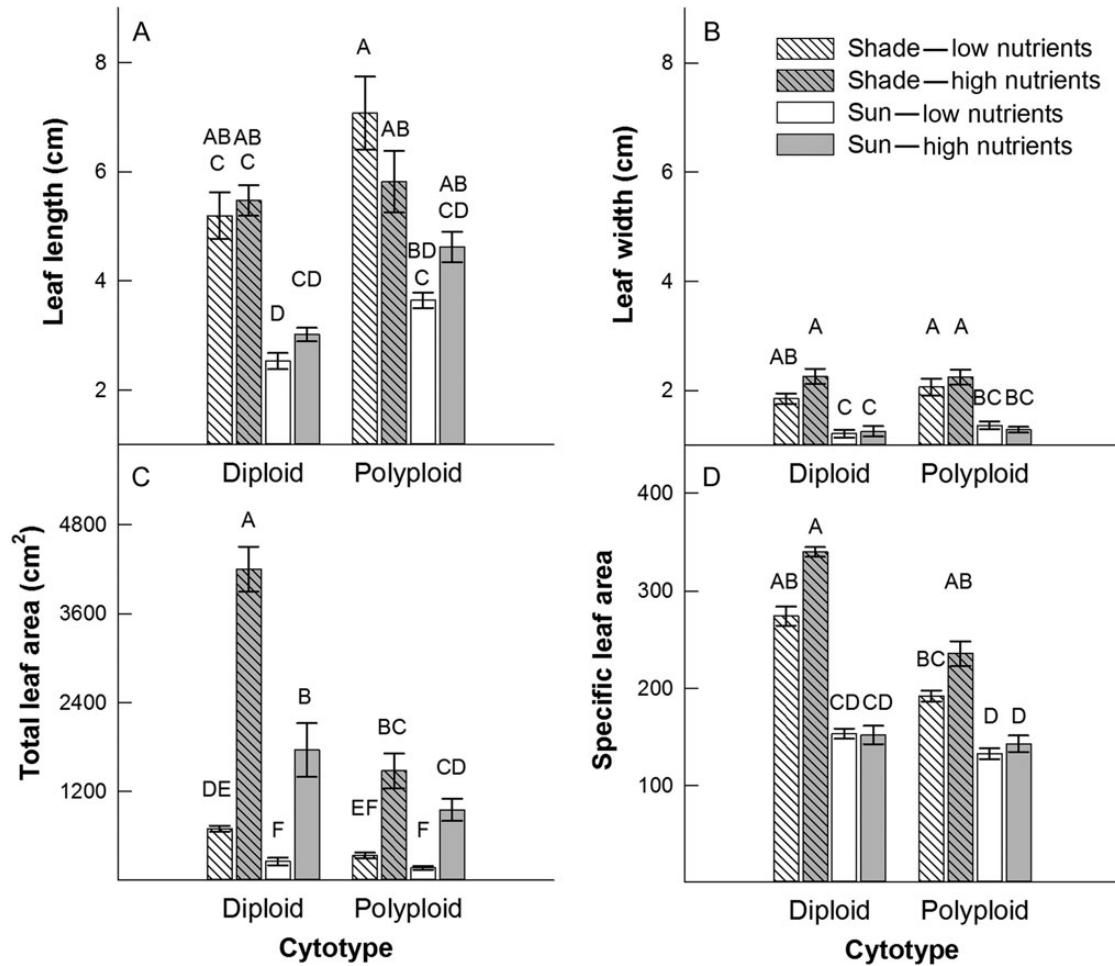 A
Leaf length (cm)
8
6
4
2
AB
C
AB
C
D
CD
A
AB
BD
C
AB
CD
Diploid
Polyploid
B
Leaf width (cm)
8
6
4
2
Shade—low nutrients
Shade—high nutrients
Sun—low nutrients
Sun—high nutrients
AB
A
C
C
A
A
BC
BC
Diploid
Polyploid
C
Total leaf area (cm²)
4800
3600
2400
1200
DE
A
F
B
EF
BC
F
CD
Diploid
Polyploid
Cytotype
D
Specific leaf area
400
300
200
100
AB
A
CD
CD
BC
AB
D
D
Diploid
Polyploid
Cytotype